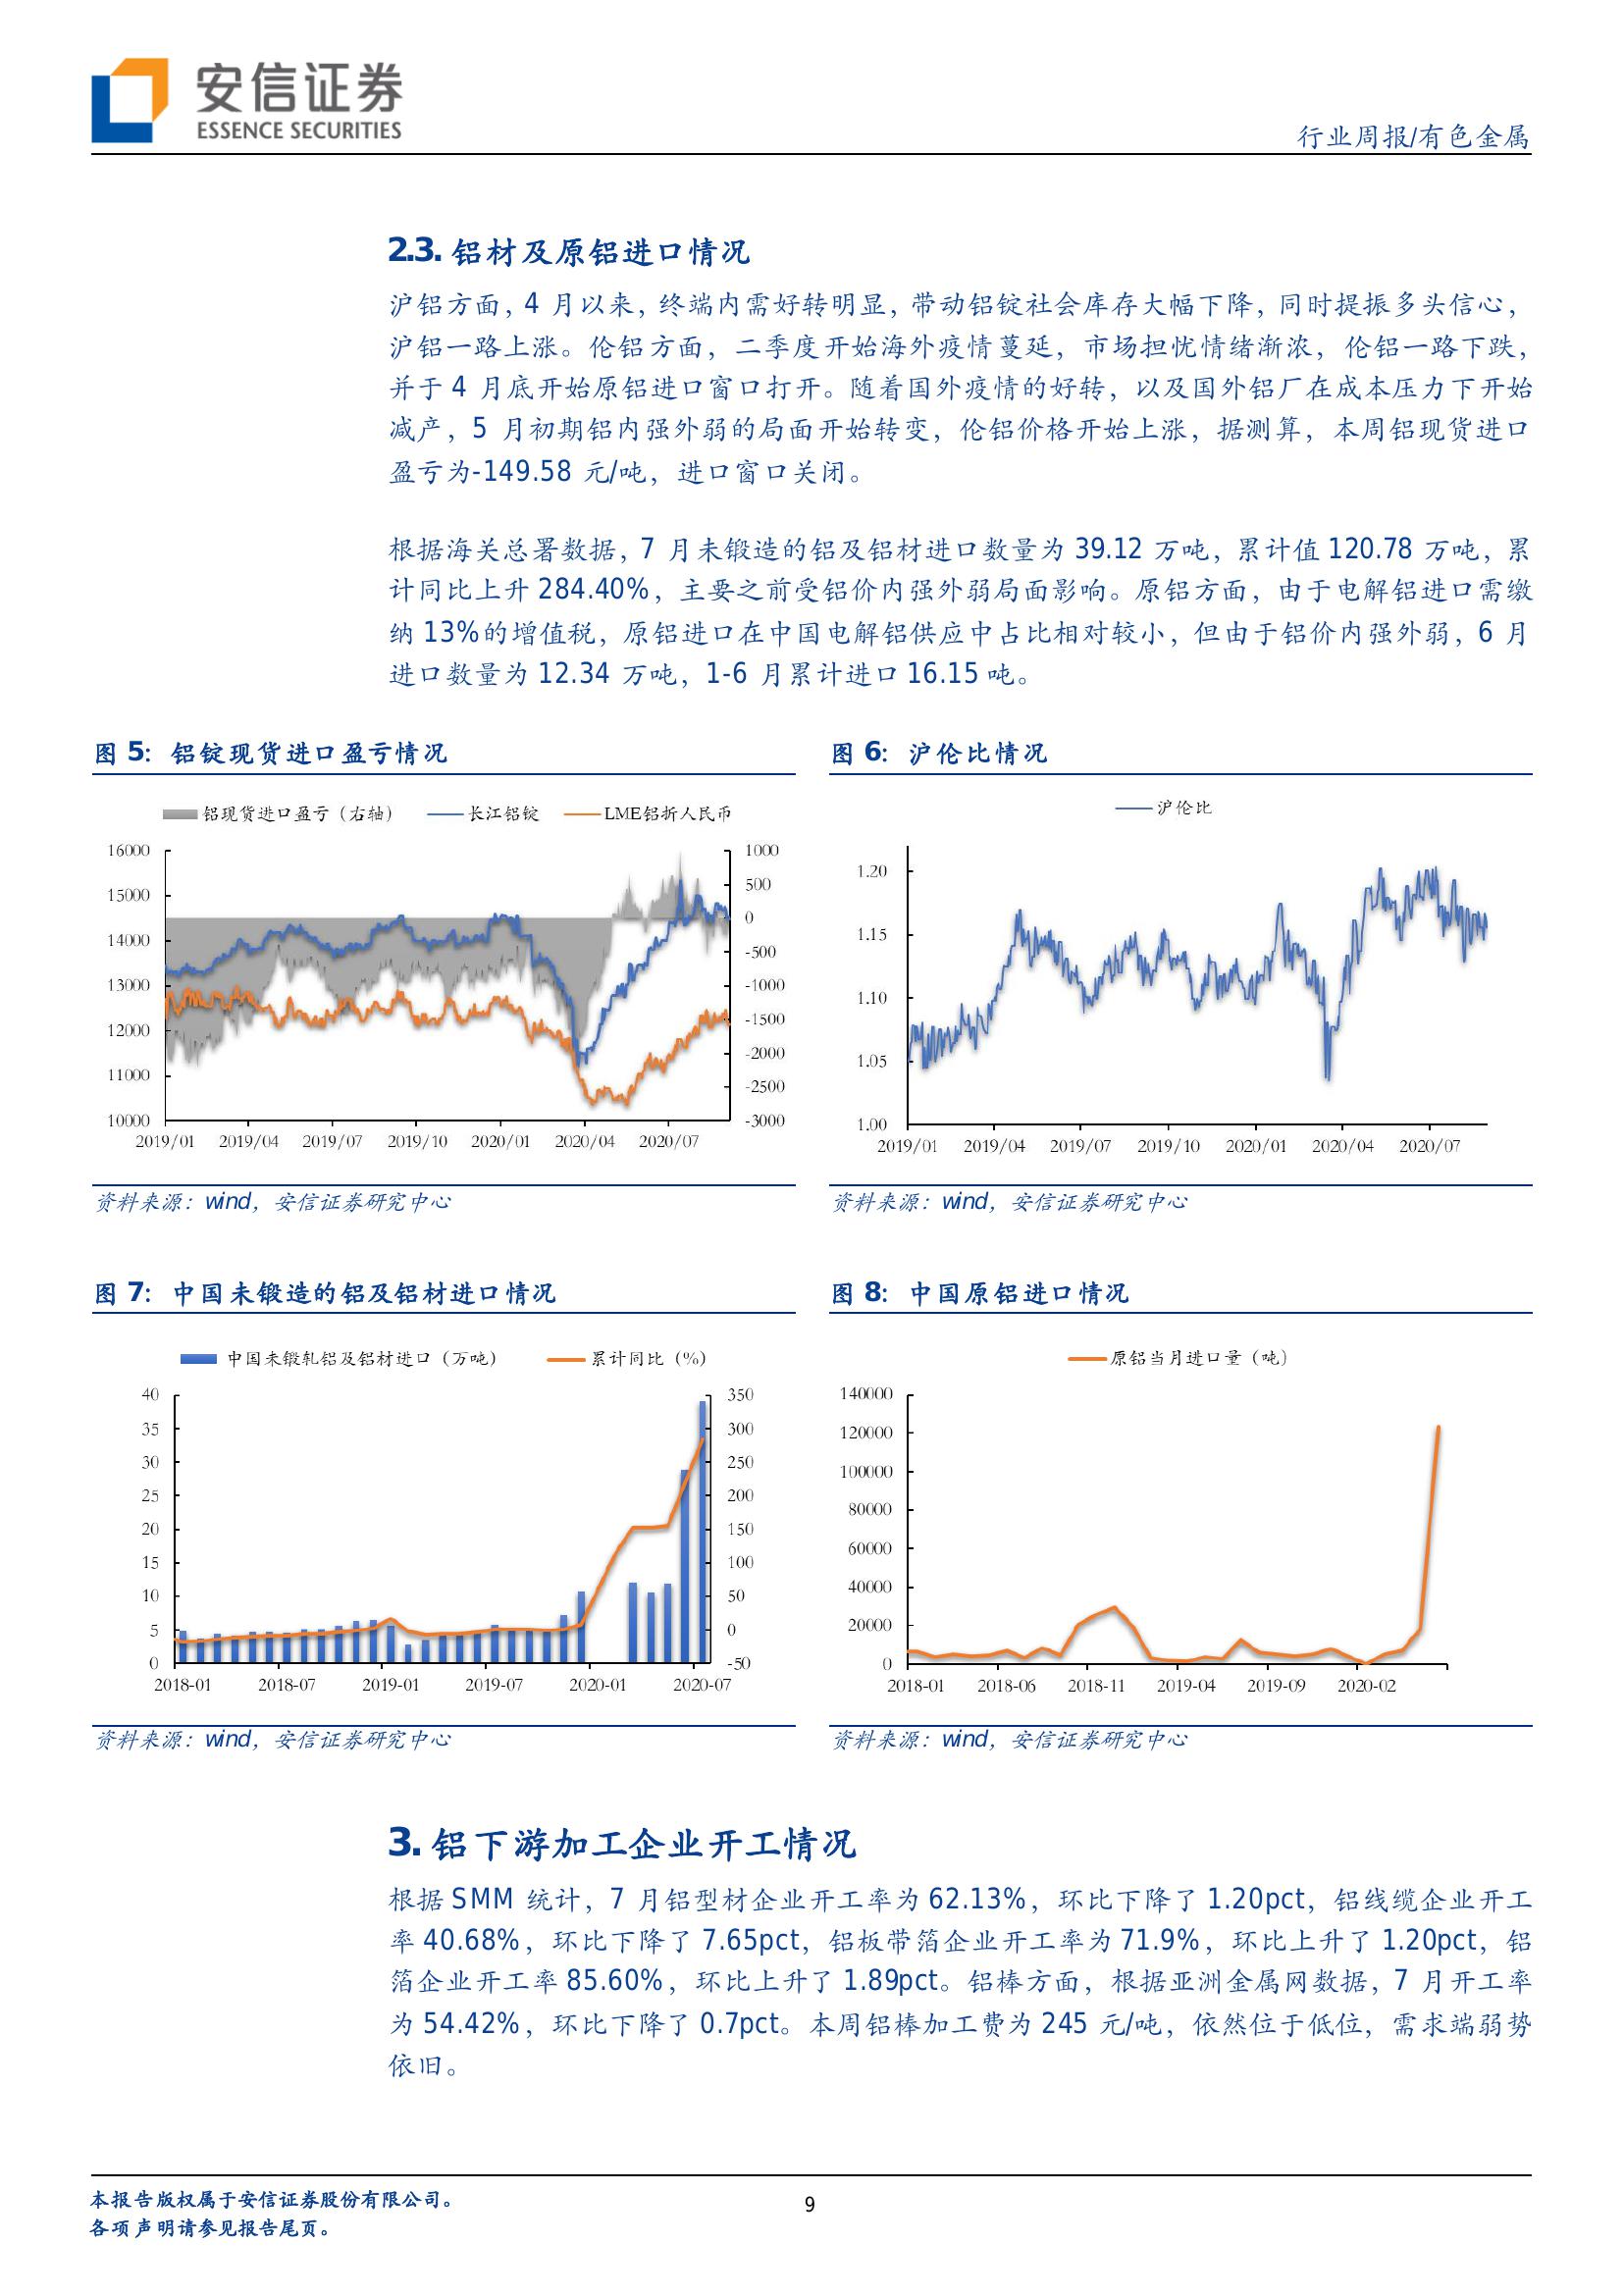 安信证券
ESSENCE SECURITIES
行业周报/有色金属
2.3. 铝材及原铝进口情况
沪铝方面，4 月以来，终端内需好转明显，带动铝锭社会库存大幅下降，同时提振多头信心，
沪铝一路上涨。伦铝方面，二季度开始海外疫情蔓延，市场担忧情绪渐浓，伦铝一路下跌，
并于 4 月底开始原铝进口窗口打开。随着国外疫情的好转，以及国外铝厂在成本压力下开始
减产，5 月初期铝内强外弱的局面开始转变，伦铝价格开始上涨，据测算，本周铝现货进口
盈亏为-149.58 元/吨，进口窗口关闭。
根据海关总署数据，7 月未锻造的铝及铝材进口数量为 39.12 万吨，累计值 120.78 万吨，累
计同比上升 284.40%，主要之前受铝价内强外弱局面影响。原铝方面，由于电解铝进口需缴
纳 13%的增值税，原铝进口在中国电解铝供应中占比相对较小，但由于铝价内强外弱，6 月
进口数量为 12.34 万吨，1-6 月累计进口 16.15 吨。
图 5：铝锭现货进口盈亏情况
铝现货进口盈亏（右轴） 长江铝锭 LME铝折人民币
16000
15000
14000
13000
12000
11000
10000
1000
500
0
-500
-1000
-1500
-2000
-2500
-3000
2019/01 2019/04 2019/07 2019/10 2020/01 2020/04 2020/07
资料来源：wind，安信证券研究中心
图 6：沪伦比情况
沪伦比
1.20
1.15
1.10
1.05
1.00
2019/01 2019/04 2019/07 2019/10 2020/01 2020/04 2020/07
资料来源：wind，安信证券研究中心
图 7：中国未锻造的铝及铝材进口情况
中国未锻轧铝及铝材进口（万吨） 累计同比（%）
40
35
30
25
20
15
10
5
0
350
300
250
200
150
100
50
0
-50
2018-01 2018-07 2019-01 2019-07 2020-01 2020-07
资料来源：wind，安信证券研究中心
图 8：中国原铝进口情况
原铝当月进口量（吨）
140000
120000
100000
80000
60000
40000
20000
0
2018-01 2018-06 2018-11 2019-04 2019-09 2020-02
资料来源：wind，安信证券研究中心
3. 铝下游加工企业开工情况
根据 SMM 统计，7 月铝型材企业开工率为 62.13%，环比下降了 1.20pct，铝线缆企业开工
率 40.68%，环比下降了 7.65pct，铝板带箔企业开工率为 71.9%，环比上升了 1.20pct，铝
箔企业开工率 85.60%，环比上升了 1.89pct。铝棒方面，根据亚洲金属网数据，7 月开工率
为 54.42%，环比下降了 0.7pct。本周铝棒加工费为 245 元/吨，依然位于低位，需求端弱势
依旧。
本报告版权属于安信证券股份有限公司。
各项声明请参见报告尾页。
9